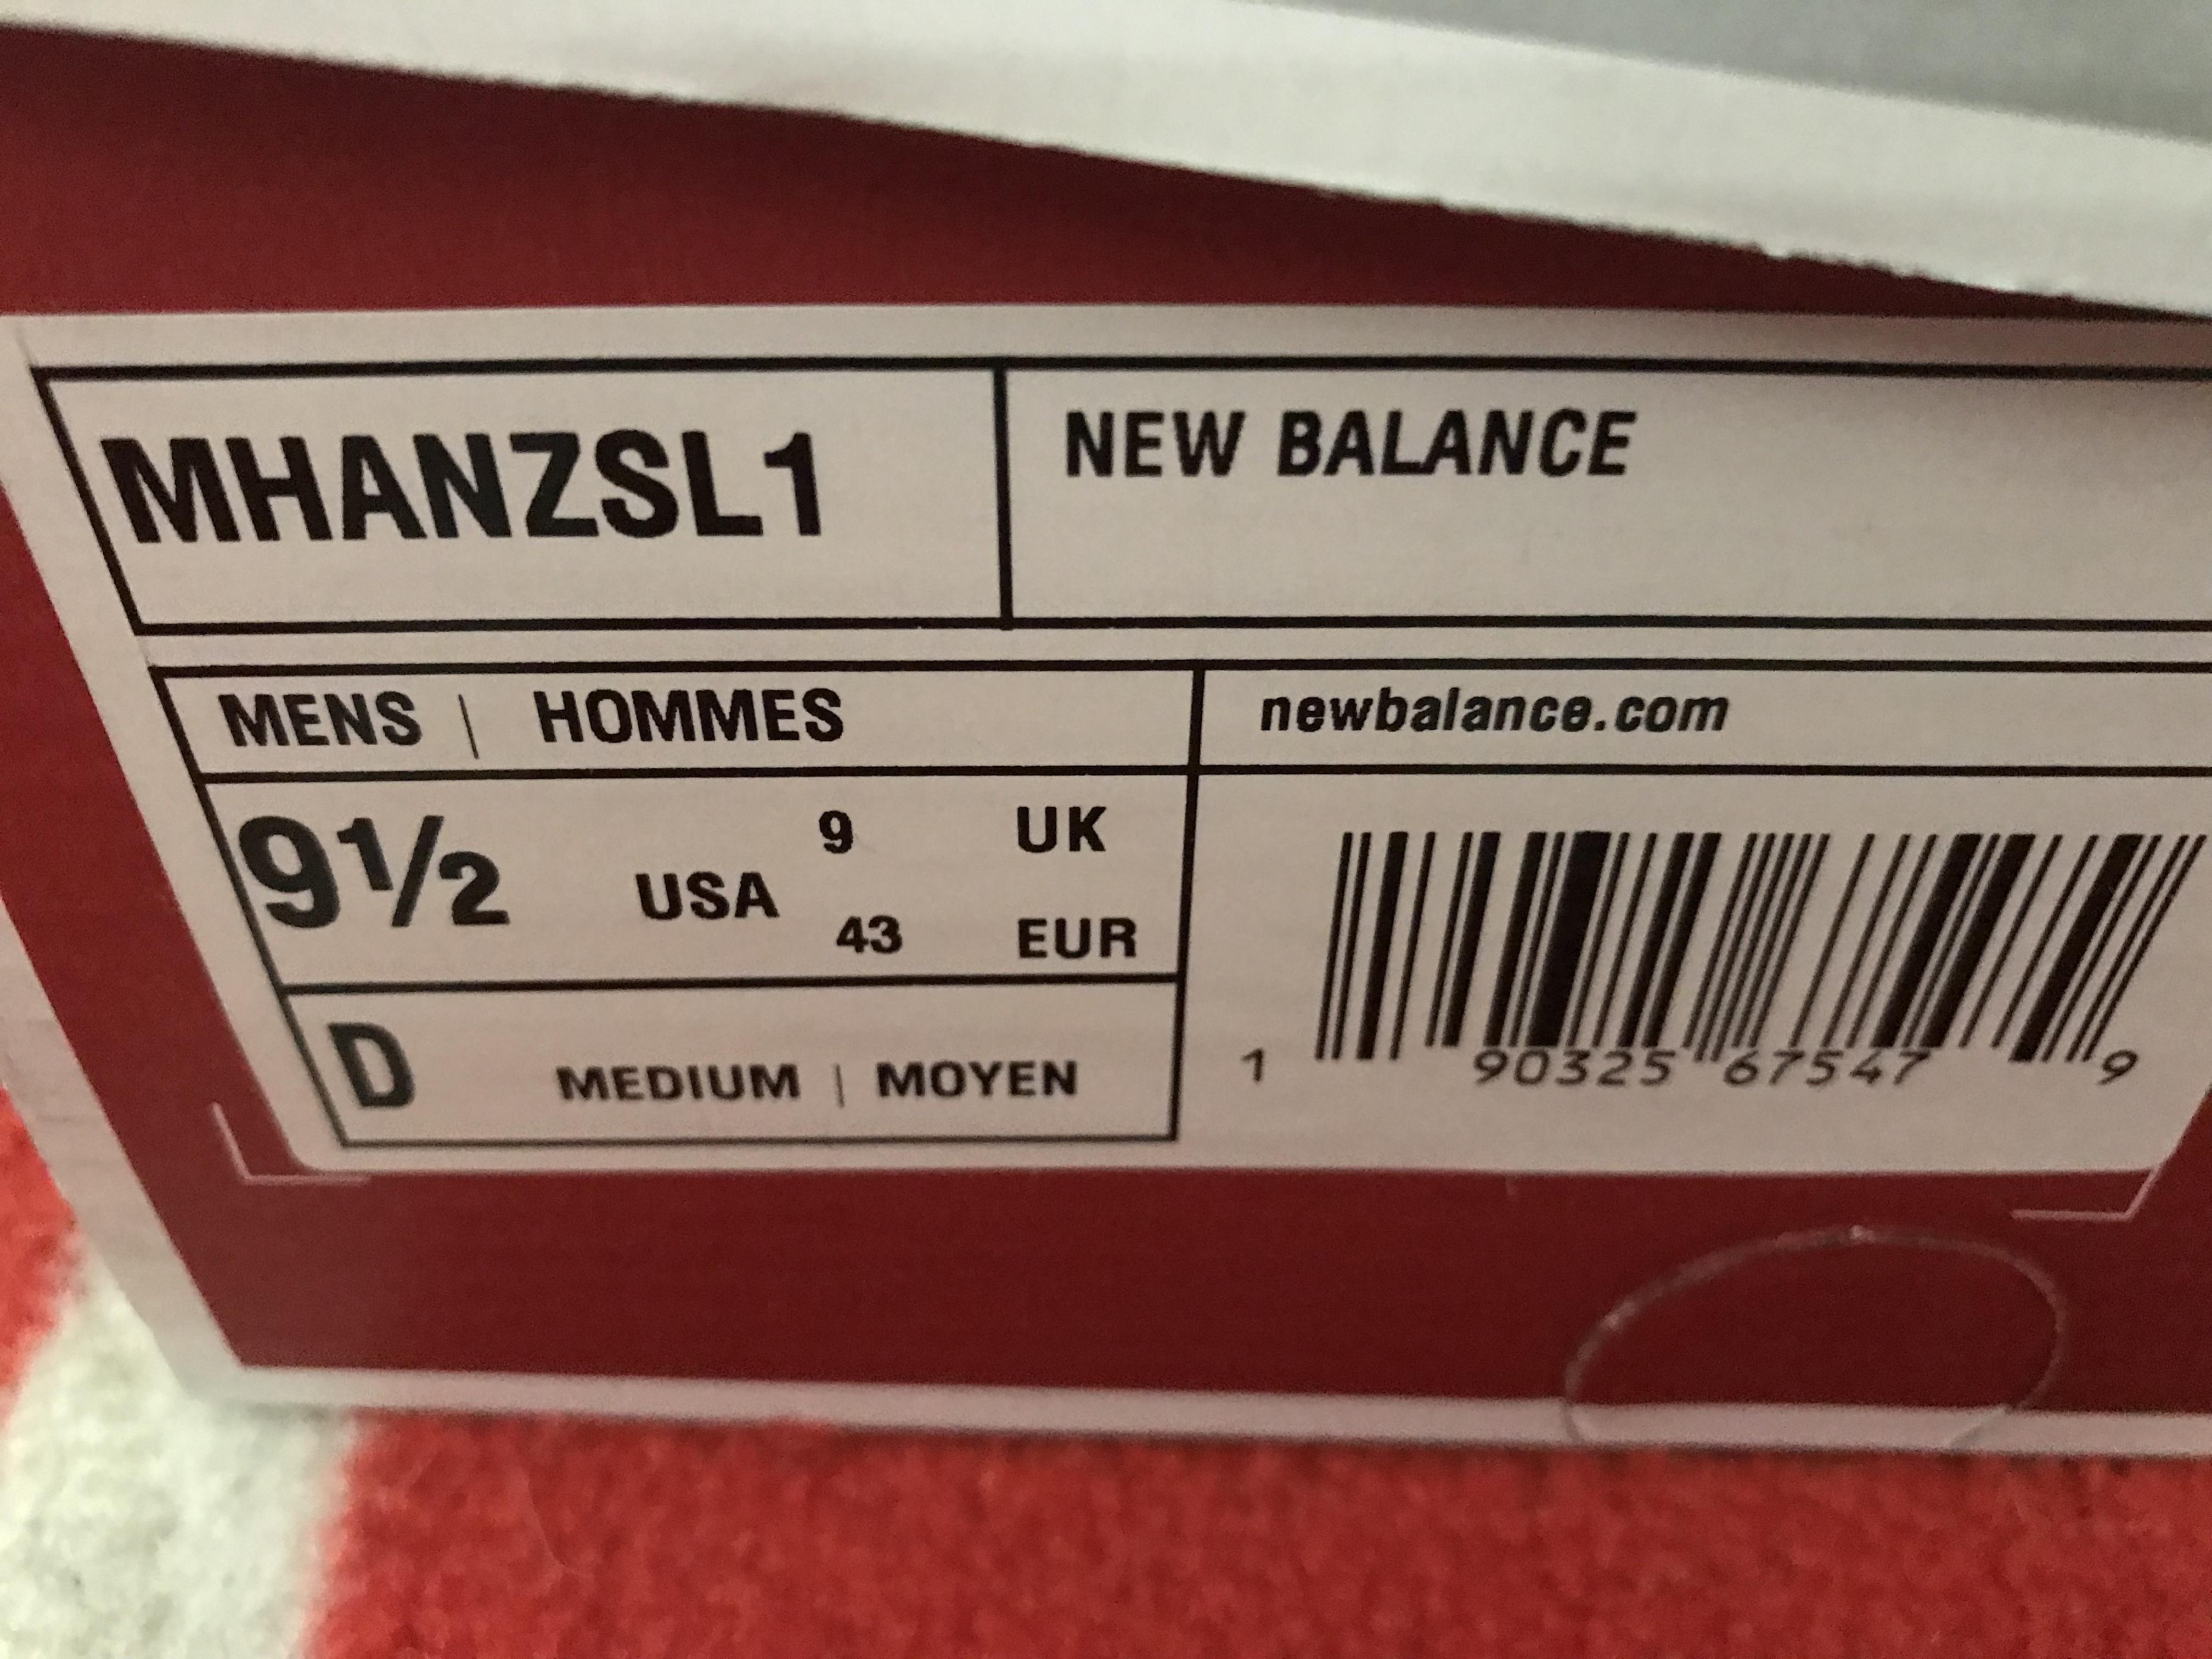 MHANZSL1
NEW BALANCE
MENS | HOMMES
newbalance.com
9½ USA
9 UK
43 EUR
D MEDIUM | MOYEN
1 90325 67547 9